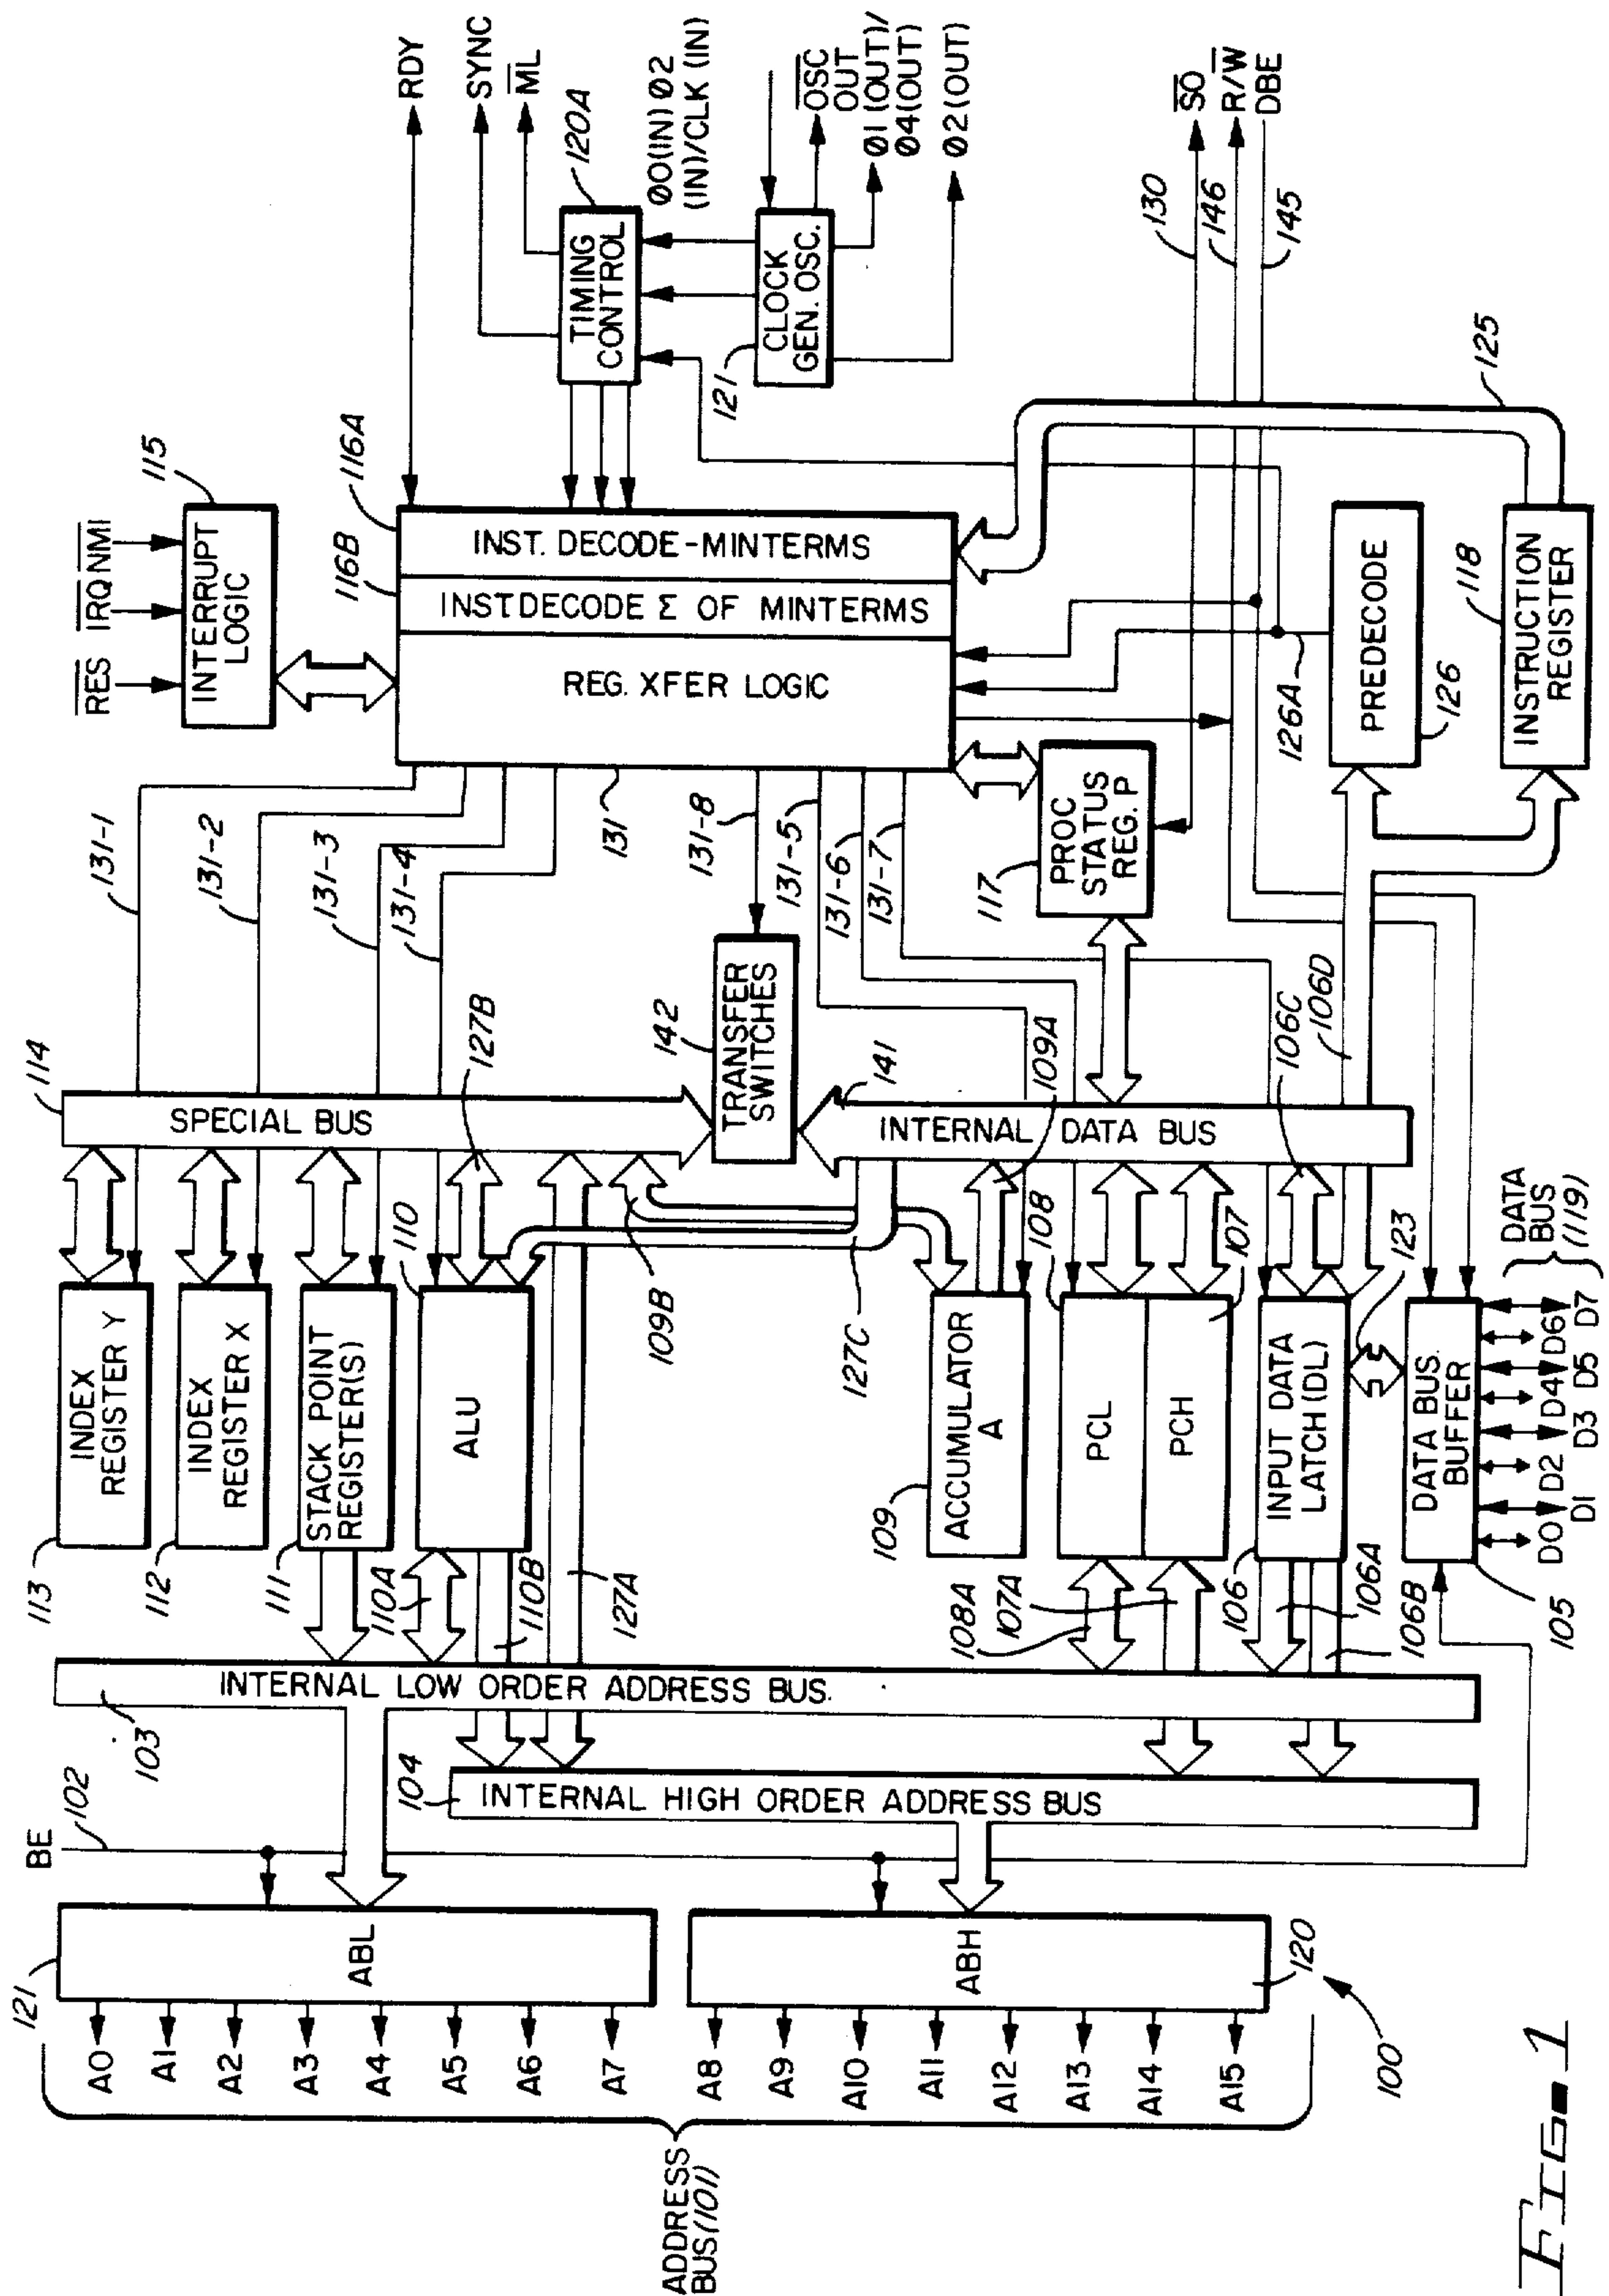 ADDRESS
BUS(101)
A0
A1
A2
A3
A4
A5
A6
A7
A8
A9
A10
A11
A12
A13
A14
A15
121
ABL
ABH
120
100
BE
102
103
INTERNAL LOW ORDER ADDRESS BUS.
104
INTERNAL HIGH ORDER ADDRESS BUS
113
INDEX
REGISTER Y
112
INDEX
REGISTER X
111
STACK POINT
REGISTER(S)
110
ALU
110A
110B
127A
127B
109B
127C
109
ACCUMULATOR
A
109A
108
PCL
PCH
107
108A
107A
106
INPUT DATA
LATCH (DL)
106A
106B
106C
106D
105
DATA BUS.
BUFFER
123
DATA
BUS
(119)
D0
D1
D2
D3
D4
D5
D6
D7
114
SPECIAL BUS
142
TRANSFER
SWITCHES
141
INTERNAL DATA BUS
131-1
131-2
131-3
131-4
131
131-8
131-5
131-6
131-7
117
PROC
STATUS
REG. P
RES
IRQ
NMI
115
INTERRUPT
LOGIC
116A
116B
INST. DECODE-MINTERMS
INST DECODE Σ OF MINTERMS
REG. XFER LOGIC
126A
PREDECODE
126
118
INSTRUCTION
REGISTER
125
RDY
SYNC
ML
120A
TIMING
CONTROL
Ø0(IN) Ø2
(IN)/CLK (IN)
121
CLOCK
GEN. OSC.
OSC
OUT
Ø1 (OUT)/
Ø4(OUT)
Ø2 (OUT)
130
146
145
SO
R/W
DBE
FIG. 1